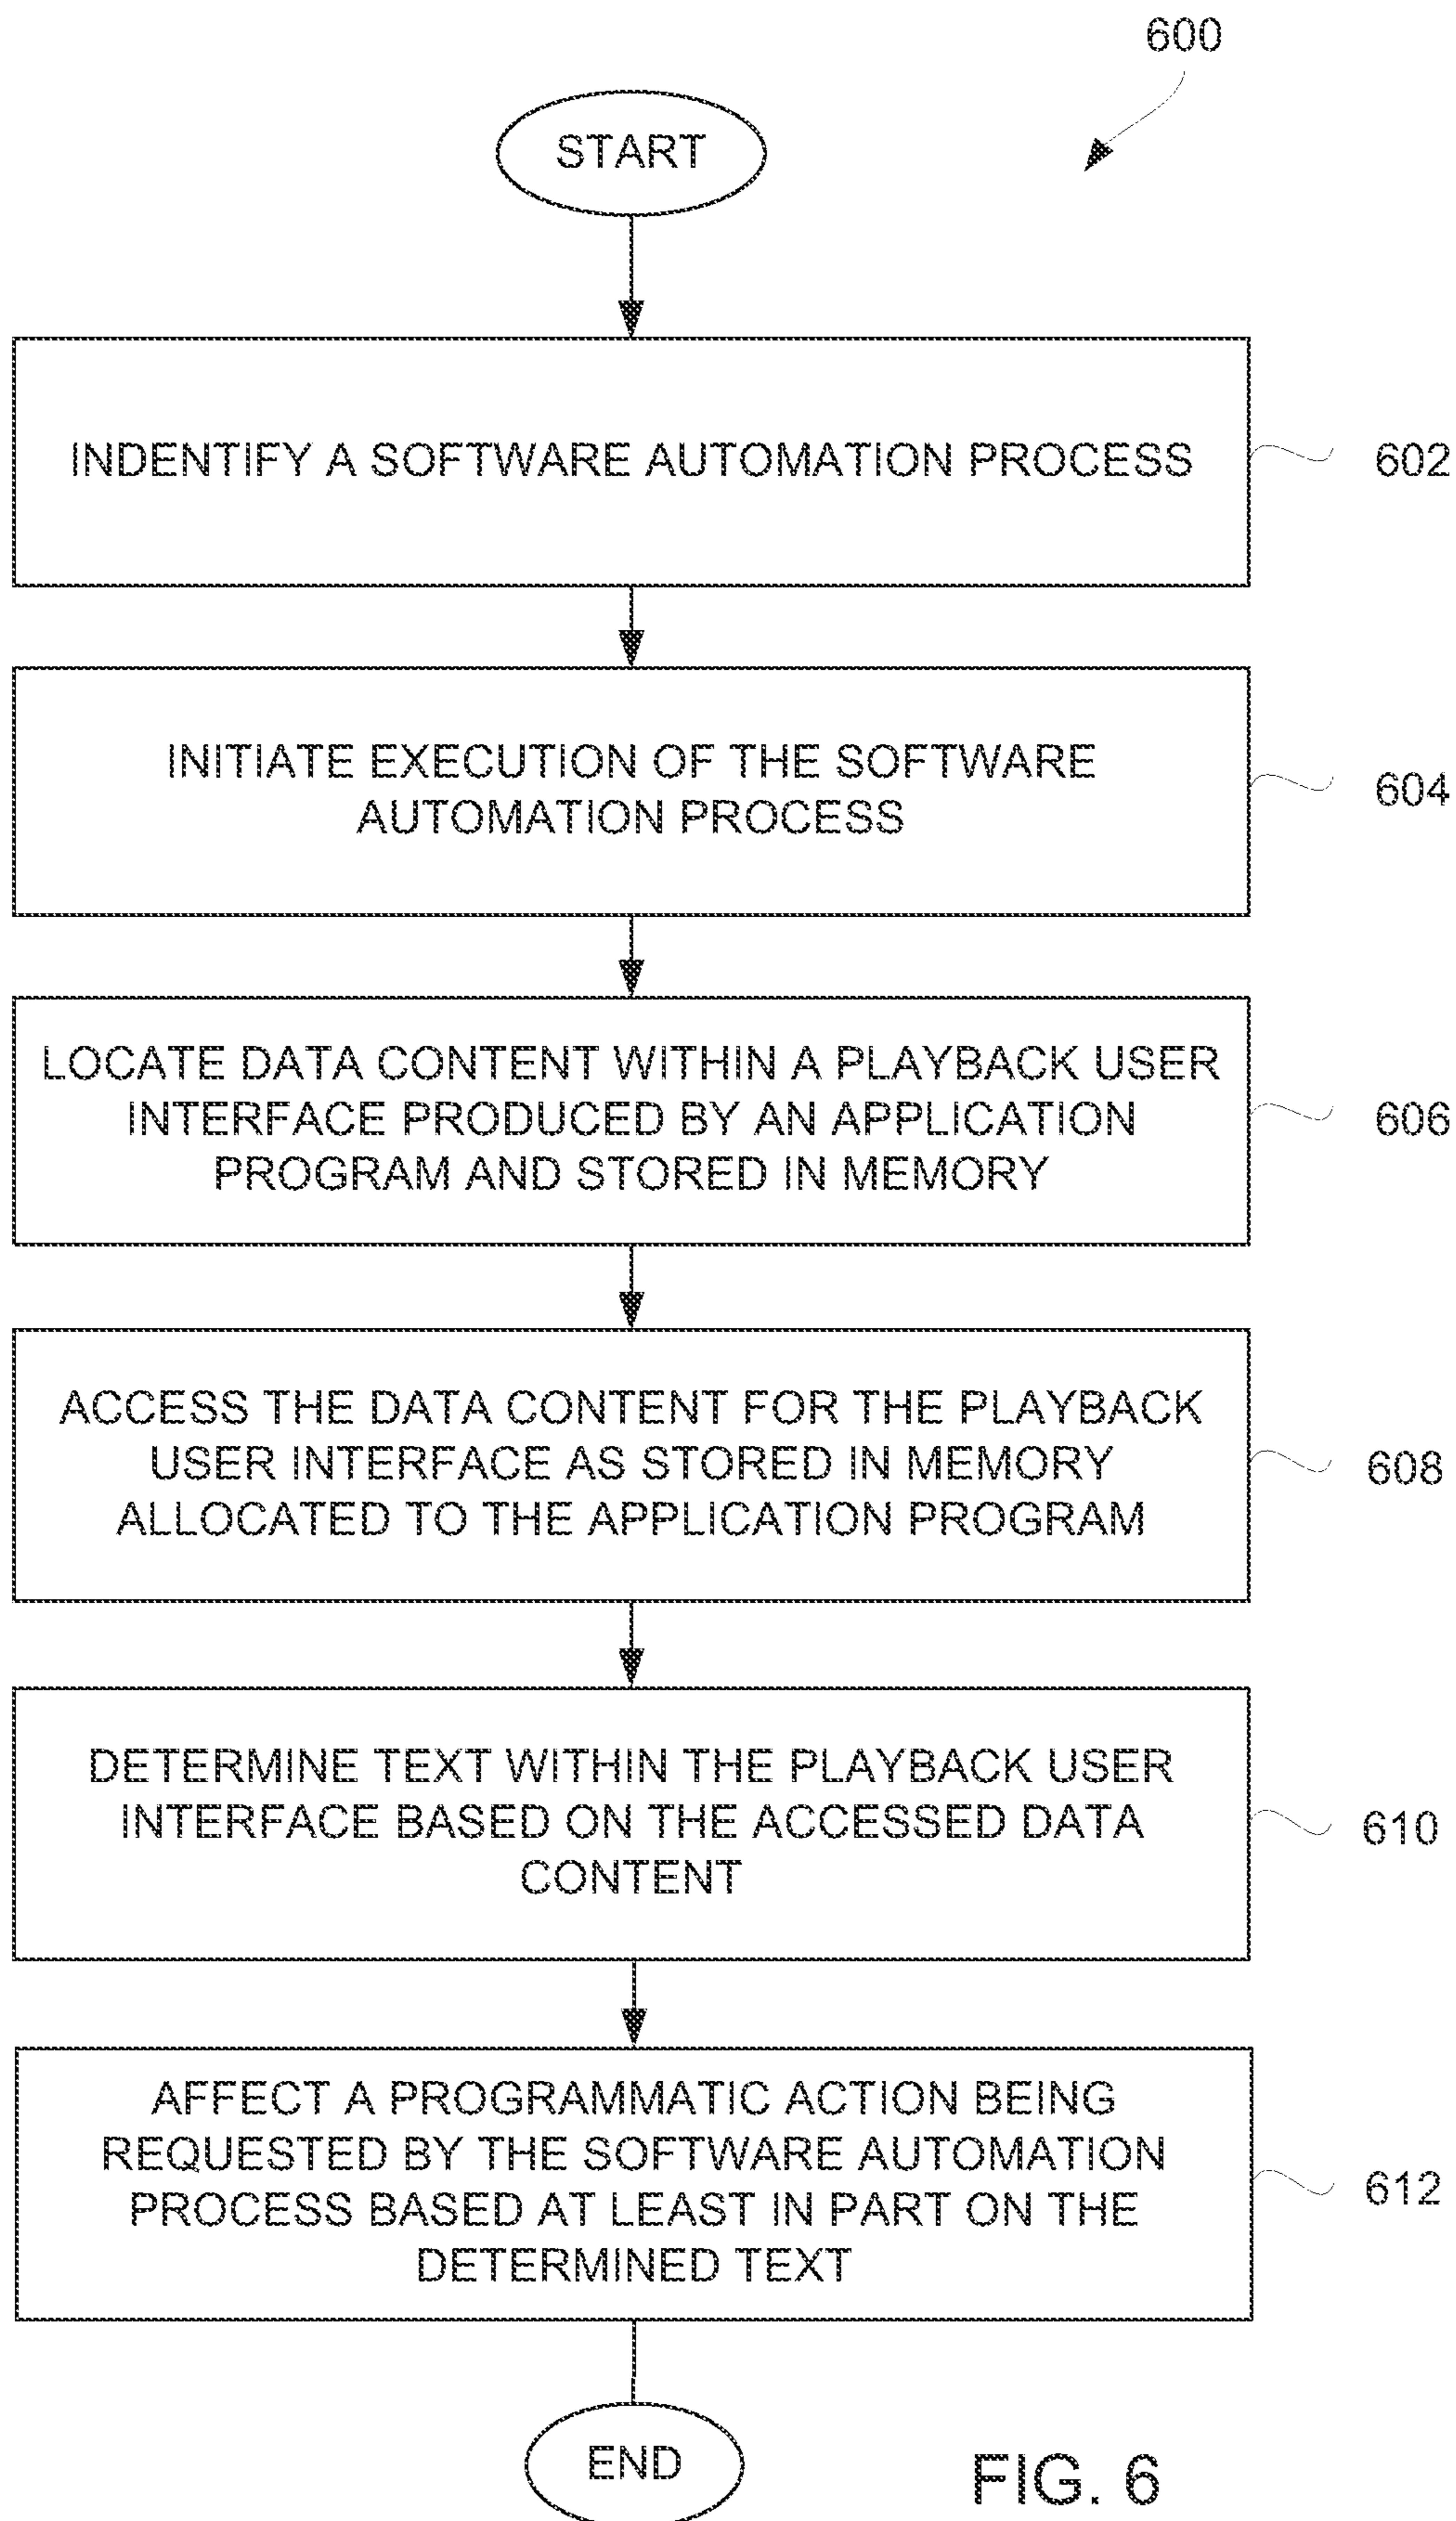 600
START
INDENTIFY A SOFTWARE AUTOMATION PROCESS
602
INITIATE EXECUTION OF THE SOFTWARE
AUTOMATION PROCESS
604
LOCATE DATA CONTENT WITHIN A PLAYBACK USER
INTERFACE PRODUCED BY AN APPLICATION
PROGRAM AND STORED IN MEMORY
606
ACCESS THE DATA CONTENT FOR THE PLAYBACK
USER INTERFACE AS STORED IN MEMORY
ALLOCATED TO THE APPLICATION PROGRAM
608
DETERMINE TEXT WITHIN THE PLAYBACK USER
INTERFACE BASED ON THE ACCESSED DATA
CONTENT
610
AFFECT A PROGRAMMATIC ACTION BEING
REQUESTED BY THE SOFTWARE AUTOMATION
PROCESS BASED AT LEAST IN PART ON THE
DETERMINED TEXT
612
END
FIG. 6